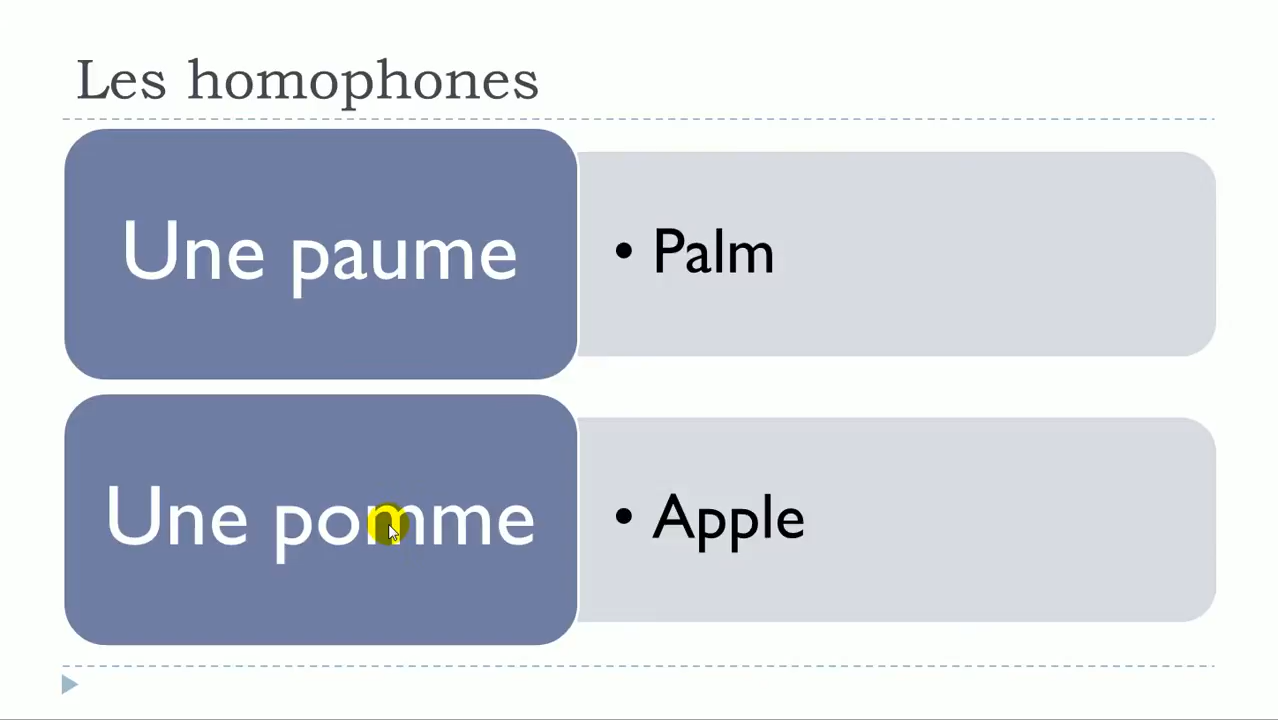 Les homophones
Une paume
• Palm
Une pomme
• Apple